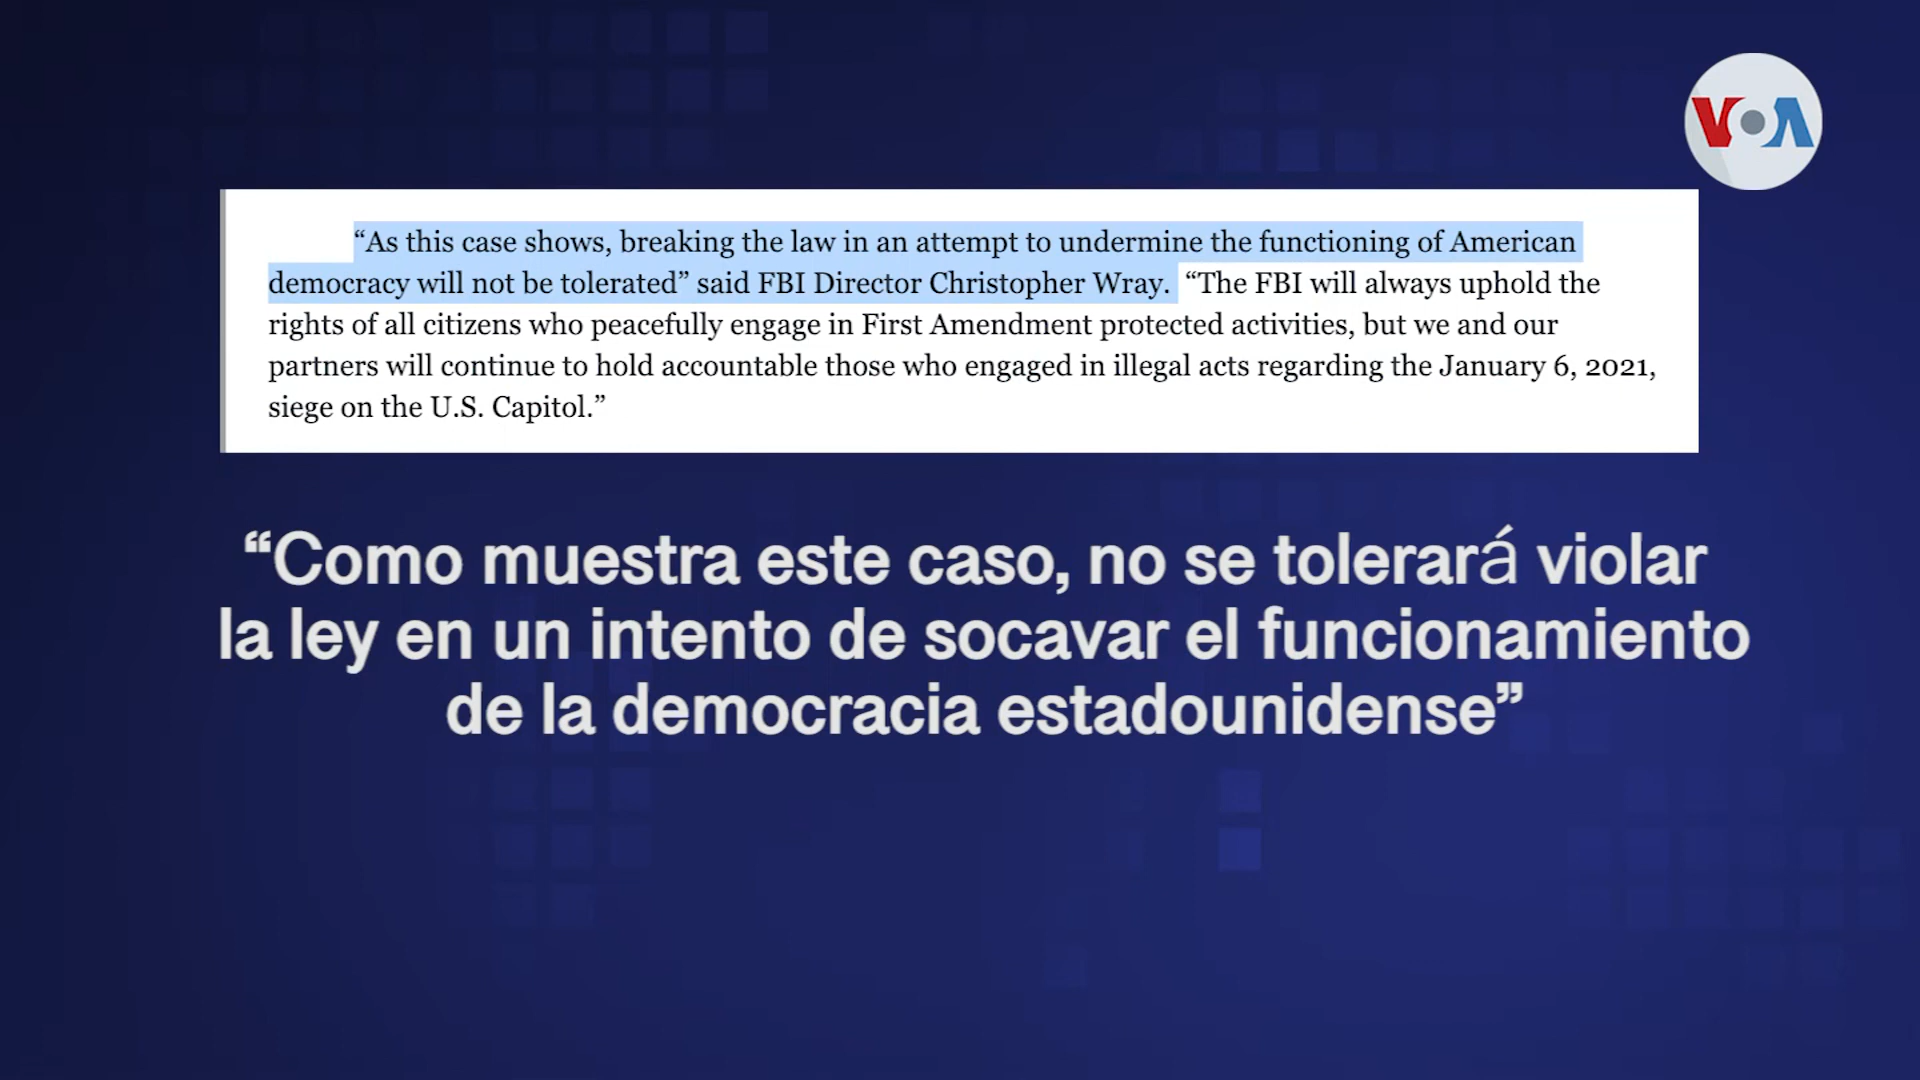 VOA
“As this case shows, breaking the law in an attempt to undermine the functioning of American
democracy will not be tolerated” said FBI Director Christopher Wray. “The FBI will always uphold the
rights of all citizens who peacefully engage in First Amendment protected activities, but we and our
partners will continue to hold accountable those who engaged in illegal acts regarding the January 6, 2021,
siege on the U.S. Capitol.”
“Como muestra este caso, no se tolerará violar
la ley en un intento de socavar el funcionamiento
de la democracia estadounidense”